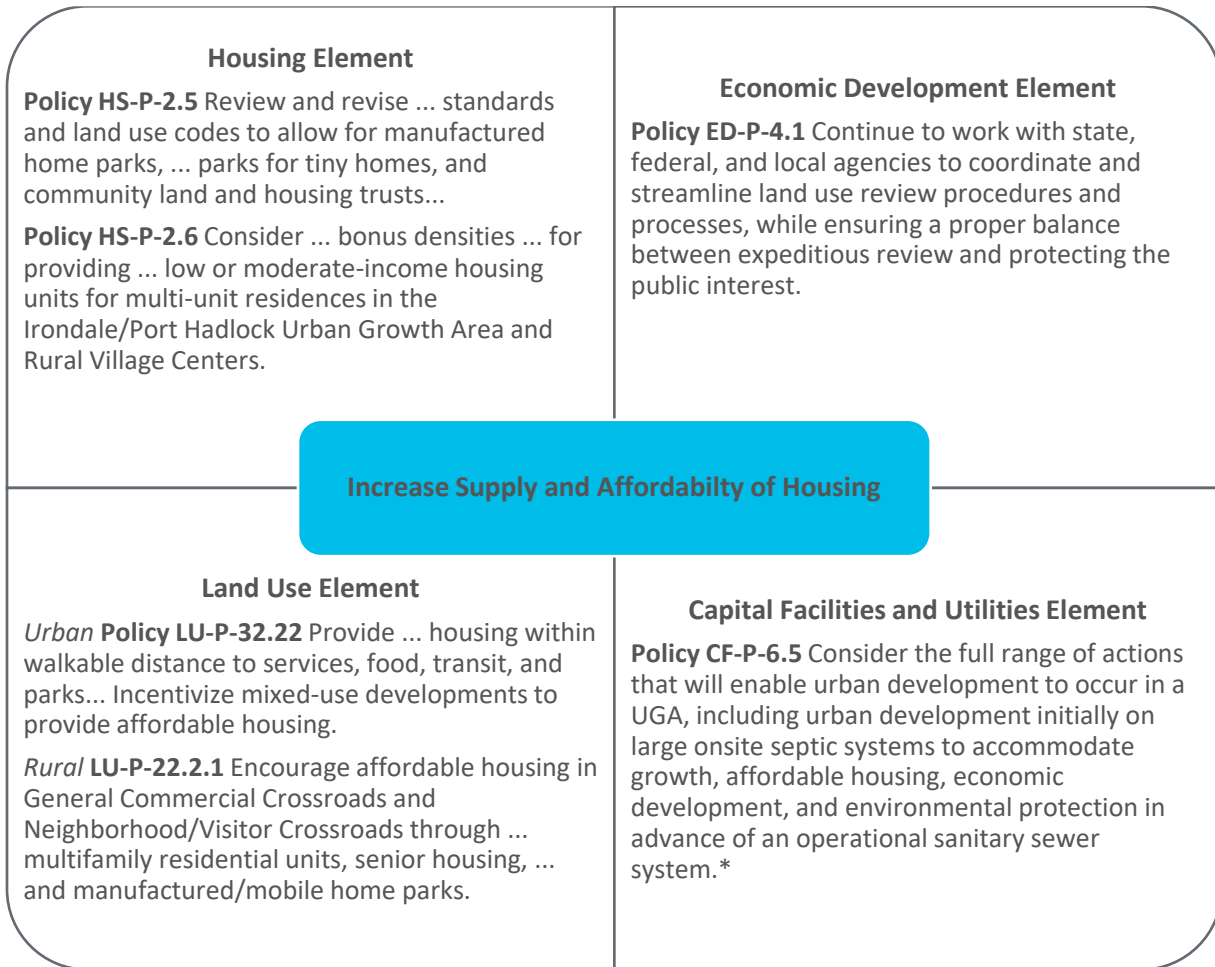 Housing Element
Policy HS-P-2.5 Review and revise ... standards
and land use codes to allow for manufactured
home parks, ... parks for tiny homes, and
community land and housing trusts...
Policy HS-P-2.6 Consider ... bonus densities ... for
providing ... low or moderate-income housing
units for multi-unit residences in the
Irondale/Port Hadlock Urban Growth Area and
Rural Village Centers.
Economic Development Element
Policy ED-P-4.1 Continue to work with state,
federal, and local agencies to coordinate and
streamline land use review procedures and
processes, while ensuring a proper balance
between expeditious review and protecting the
public interest.
Increase Supply and Affordabilty of Housing
Land Use Element
Urban Policy LU-P-32.22 Provide ... housing within
walkable distance to services, food, transit, and
parks... Incentivize mixed-use developments to
provide affordable housing.
Rural LU-P-22.2.1 Encourage affordable housing in
General Commercial Crossroads and
Neighborhood/Visitor Crossroads through ...
multifamily residential units, senior housing, ...
and manufactured/mobile home parks.
Capital Facilities and Utilities Element
Policy CF-P-6.5 Consider the full range of actions
that will enable urban development to occur in a
UGA, including urban development initially on
large onsite septic systems to accommodate
growth, affordable housing, economic
development, and environmental protection in
advance of an operational sanitary sewer
system.*